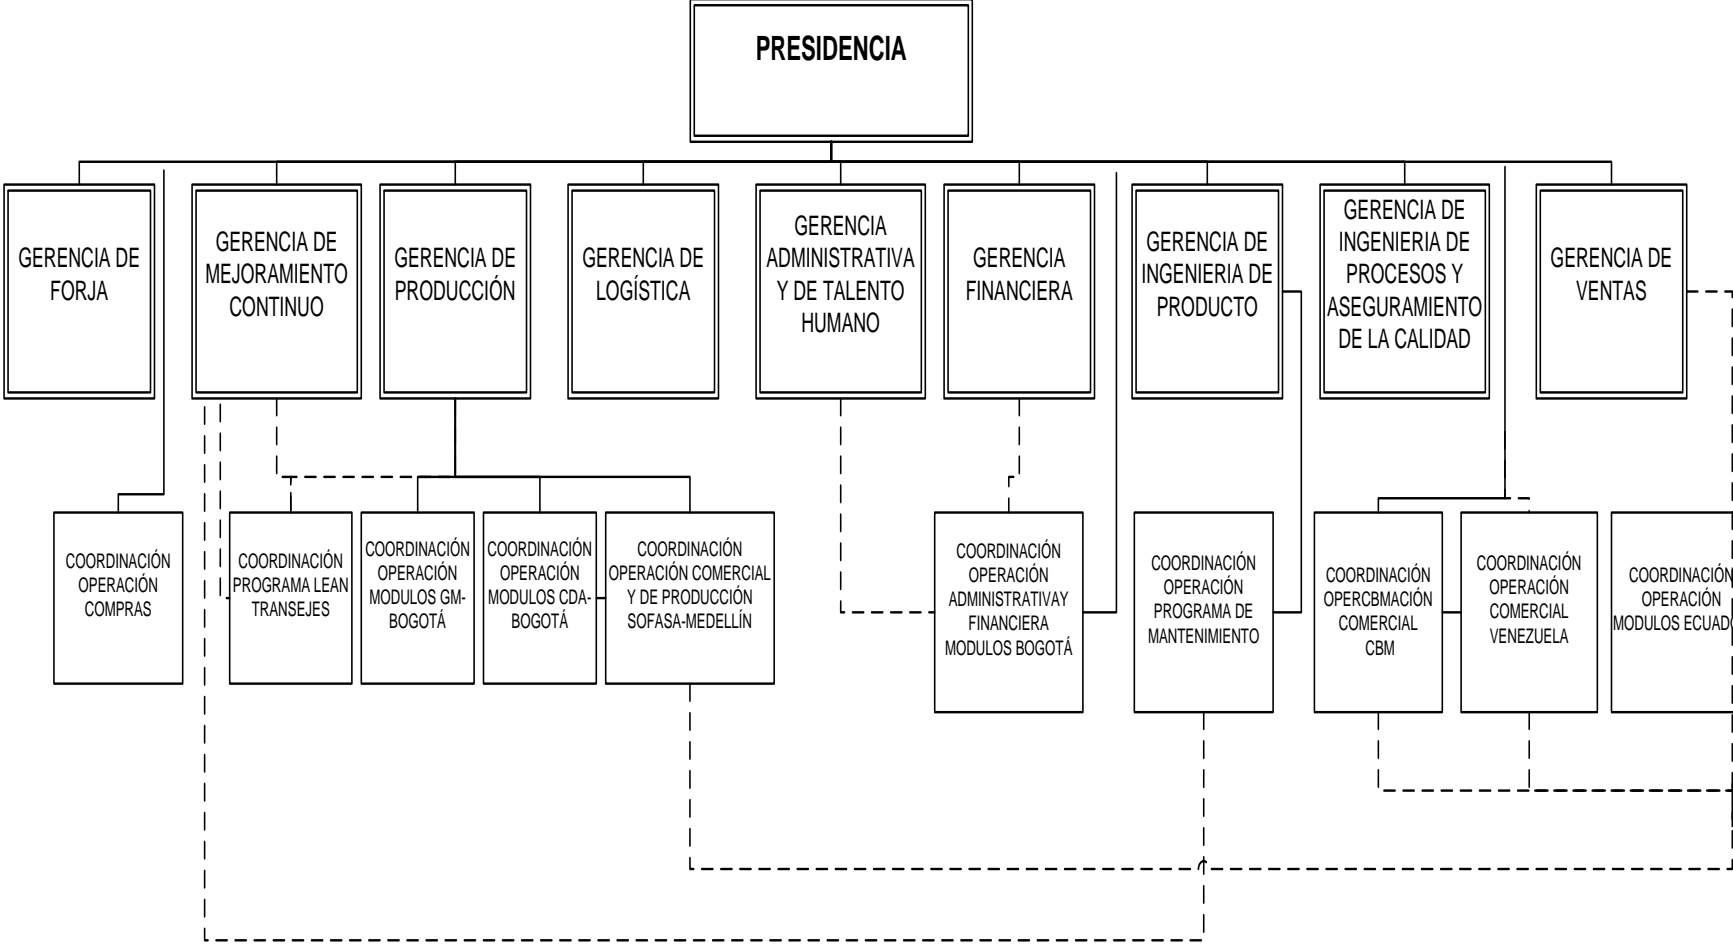 PRESIDENCIA
GERENCIA DE
FORJA
GERENCIA DE
MEJORAMIENTO
CONTINUO
GERENCIA DE
PRODUCCIÓN
GERENCIA DE
LOGÍSTICA
GERENCIA
ADMINISTRATIVA
Y DE TALENTO
HUMANO
GERENCIA
FINANCIERA
GERENCIA DE
INGENIERIA DE
PRODUCTO
GERENCIA DE
INGENIERIA DE
PROCESOS Y
ASEGURAMIENTO
DE LA CALIDAD
GERENCIA DE
VENTAS
COORDINACIÓN
OPERACIÓN
COMPRAS
COORDINACIÓN
PROGRAMA LEAN
TRANSEJES
COORDINACIÓN
OPERACIÓN
MODULOS GM-
BOGOTÁ
COORDINACIÓN
OPERACIÓN
MODULOS CDA-
BOGOTÁ
COORDINACIÓN
OPERACIÓN COMERCIAL
Y DE PRODUCCIÓN
SOFASA-MEDELLÍN
COORDINACIÓN
OPERACIÓN
ADMINISTRATIVAY
FINANCIERA
MODULOS BOGOTÁ
COORDINACIÓN
OPERACIÓN
PROGRAMA DE
MANTENIMIENTO
COORDINACIÓN
OPERCBMACIÓN
COMERCIAL
CBM
COORDINACIÓN
OPERACIÓN
COMERCIAL
VENEZUELA
COORDINACIÓN
OPERACIÓN
MODULOS ECUADO